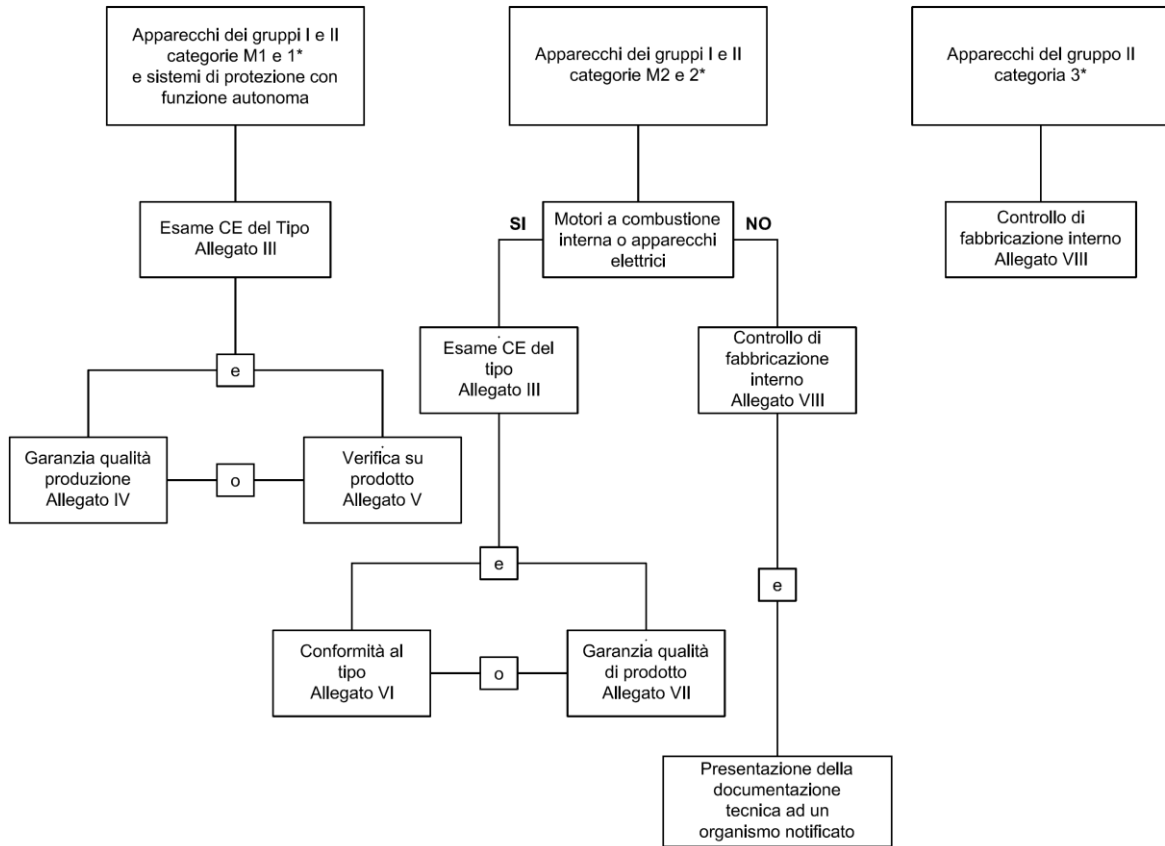 Apparecchi dei gruppi I e II
categorie M1 e 1*
e sistemi di protezione con
funzione autonoma
Apparecchi dei gruppi I e II
categorie M2 e 2*
Apparecchi del gruppo II
categoria 3*
Esame CE del Tipo
Allegato III
SI
Motori a combustione
interna o apparecchi
elettrici
NO
Controllo di
fabbricazione interno
Allegato VIII
Esame CE del
tipo
Allegato III
Controllo di
fabbricazione
interno
Allegato VIII
e
Garanzia qualità
produzione
Allegato IV
o
Verifica su
prodotto
Allegato V
e
e
Conformità al
tipo
Allegato VI
o
Garanzia qualità
di prodotto
Allegato VII
Presentazione della
documentazione
tecnica ad un
organismo notificato